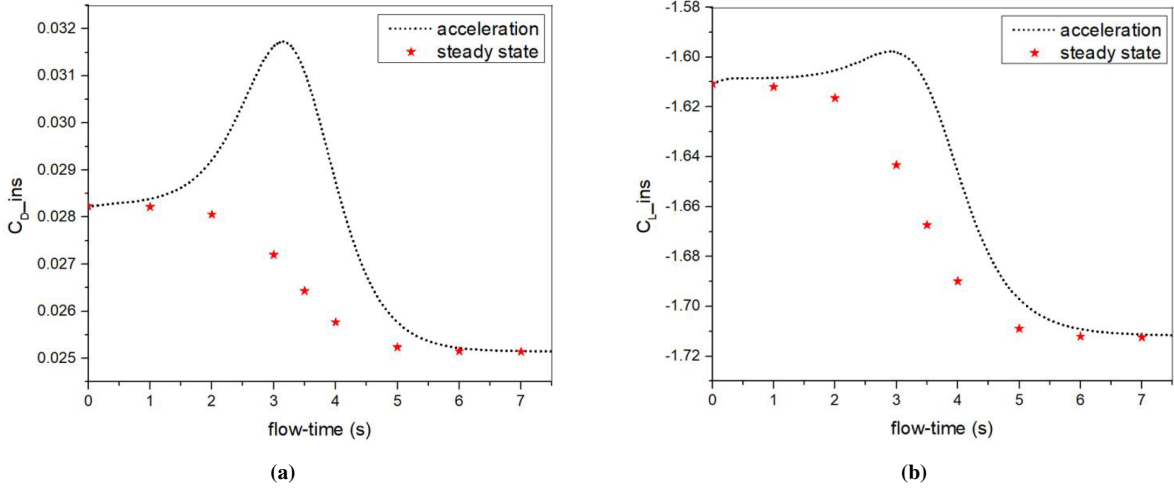 acceleration
steady state
0.032
0.031
0.030
0.029
0.028
0.027
0.026
0.025
C_D_ins
0 1 2 3 4 5 6 7
flow-time (s)
(a)
acceleration
steady state
-1.60
-1.62
-1.64
-1.66
-1.68
-1.70
-1.72
C_L_ins
0 1 2 3 4 5 6 7
flow-time (s)
(b)